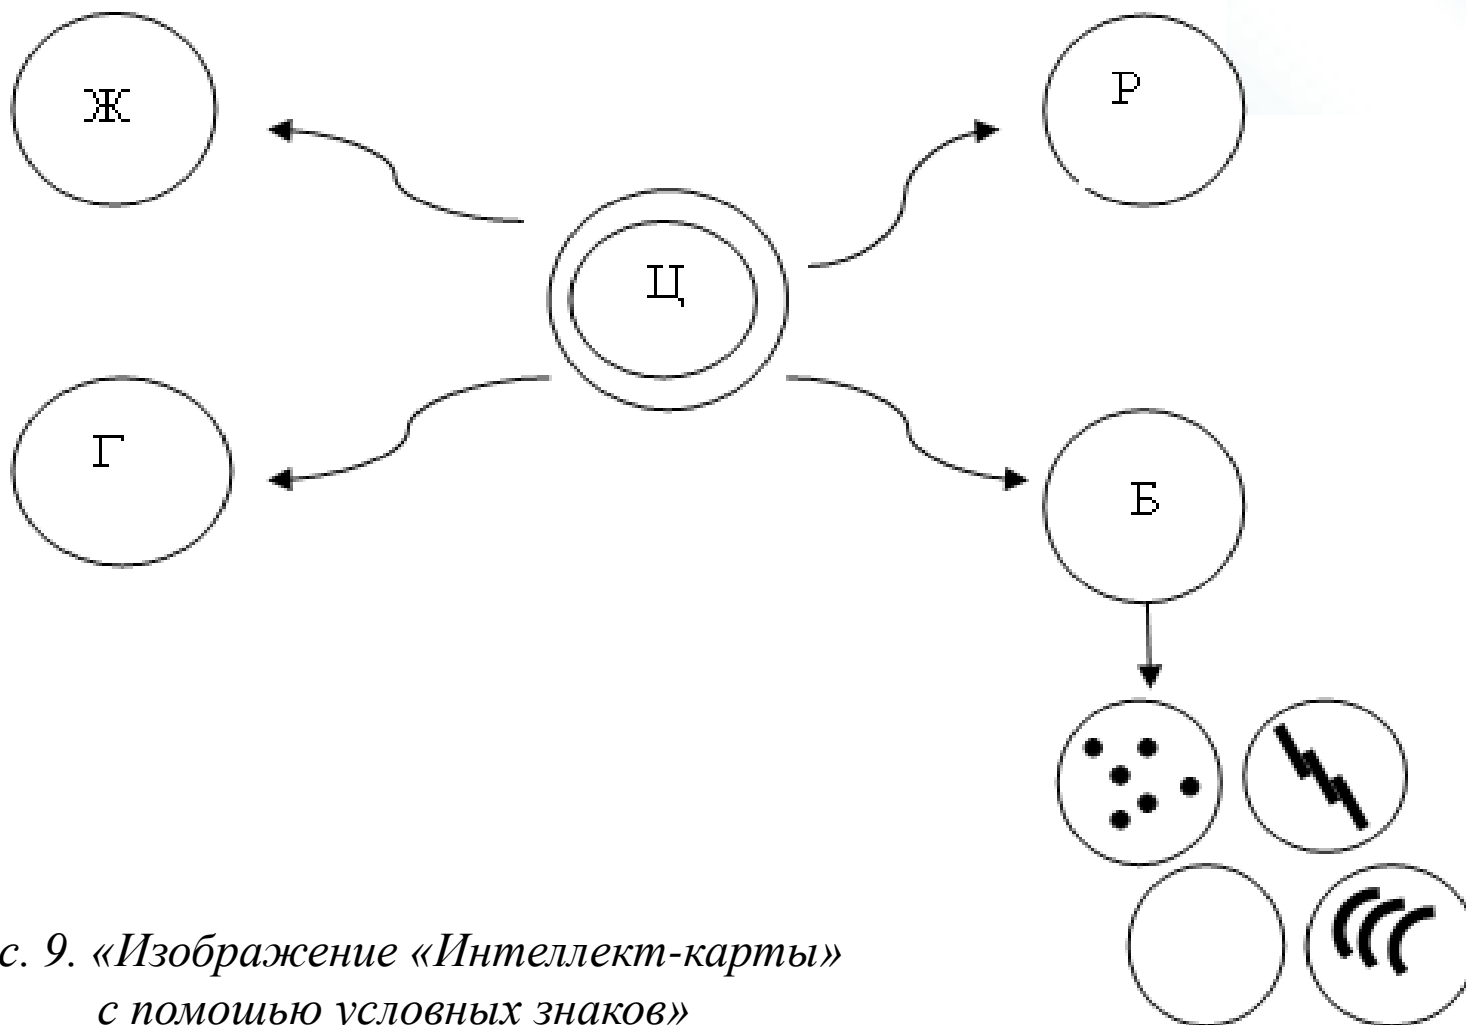 Ж
Р
Ц
Г
Б
с. 9. «Изображение «Интеллект-карты»
с помощью условных знаков»